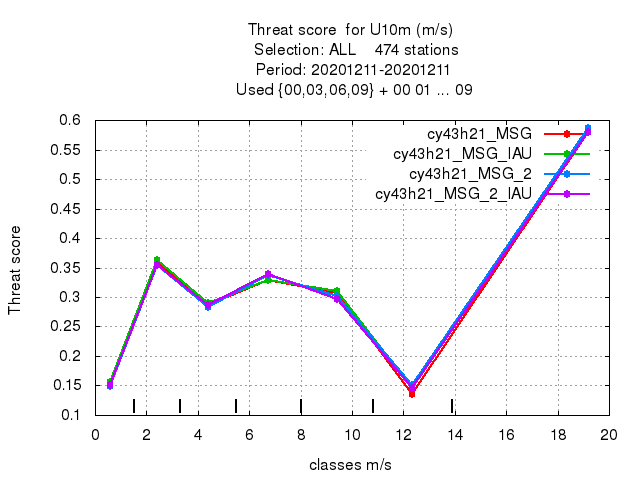 Threat score for U10m (m/s)
Selection: ALL 474 stations
Period: 20201211-20201211
Used {00,03,06,09} + 00 01 ... 09
0.6
0.55
0.5
0.45
0.4
0.35
0.3
0.25
0.2
0.15
0.1
Threat score
cy43h21_MSG
cy43h21_MSG_IAU
cy43h21_MSG_2
cy43h21_MSG_2_IAU
0 2 4 6 8 10 12 14 16 18 20
classes m/s